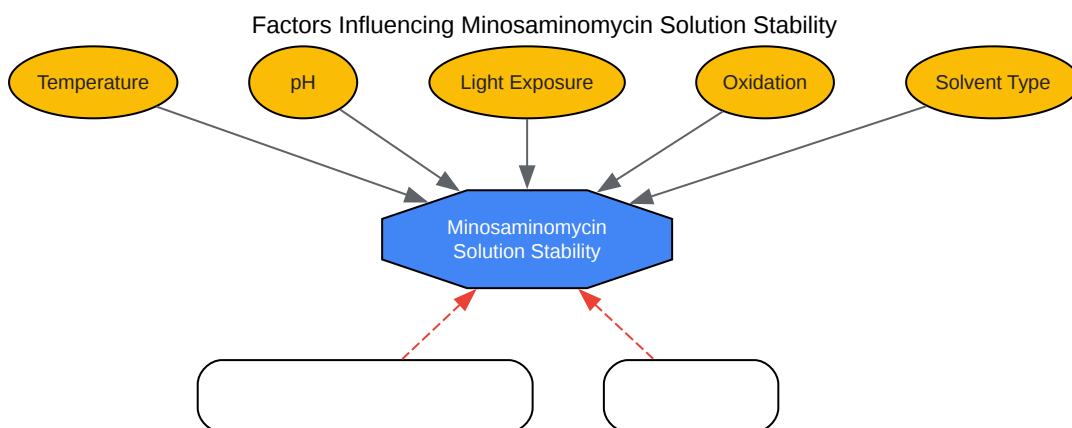 Factors Influencing Minosaminomycin Solution Stability
Temperature
pH
Light Exposure
Oxidation
Solvent Type
Minosaminomycin
Solution Stability